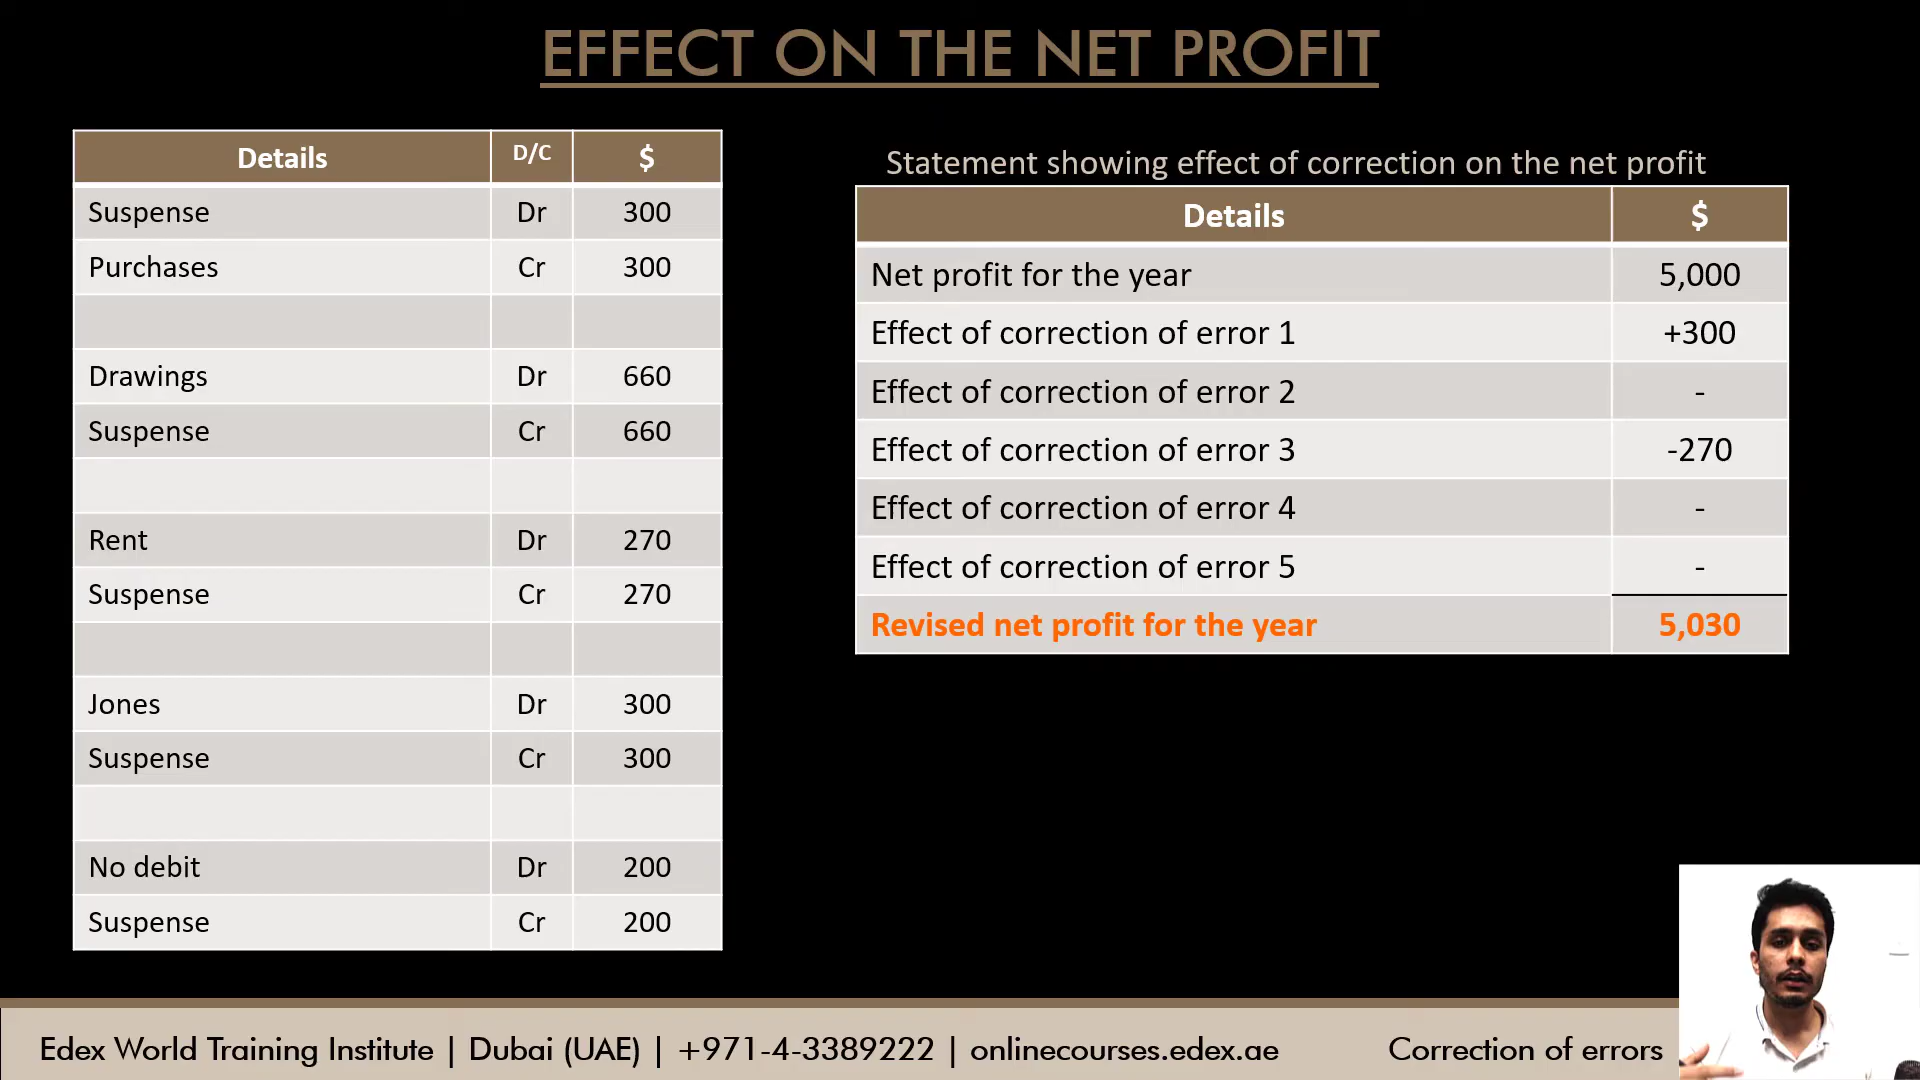 EFFECT ON THE NET PROFIT
Details D/C $
Suspense Dr 300
Purchases Cr 300
Drawings Dr 660
Suspense Cr 660
Rent Dr 270
Suspense Cr 270
Jones Dr 300
Suspense Cr 300
No debit Dr 200
Suspense Cr 200
Statement showing effect of correction on the net profit
Details $
Net profit for the year 5,000
Effect of correction of error 1 +300
Effect of correction of error 2 -
Effect of correction of error 3 -270
Effect of correction of error 4 -
Effect of correction of error 5 -
Revised net profit for the year 5,030
Edex World Training Institute | Dubai (UAE) | +971-4-3389222 | onlinecourses.edex.ae Correction of errors